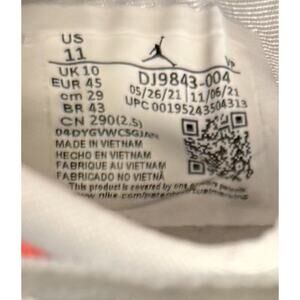 US
11
UK 10
EUR 45
cm 29
BR 43
CN 290(2.5)
VP
DJ9843-004
05/26/21 11/06/21
UPC 00195243504313
MADE IN VIETNAM
HECHO EN VIETNAM
FABRIQUE AU VIETNAM
FABRICADO NO VIETNÃ
This product is covered by one